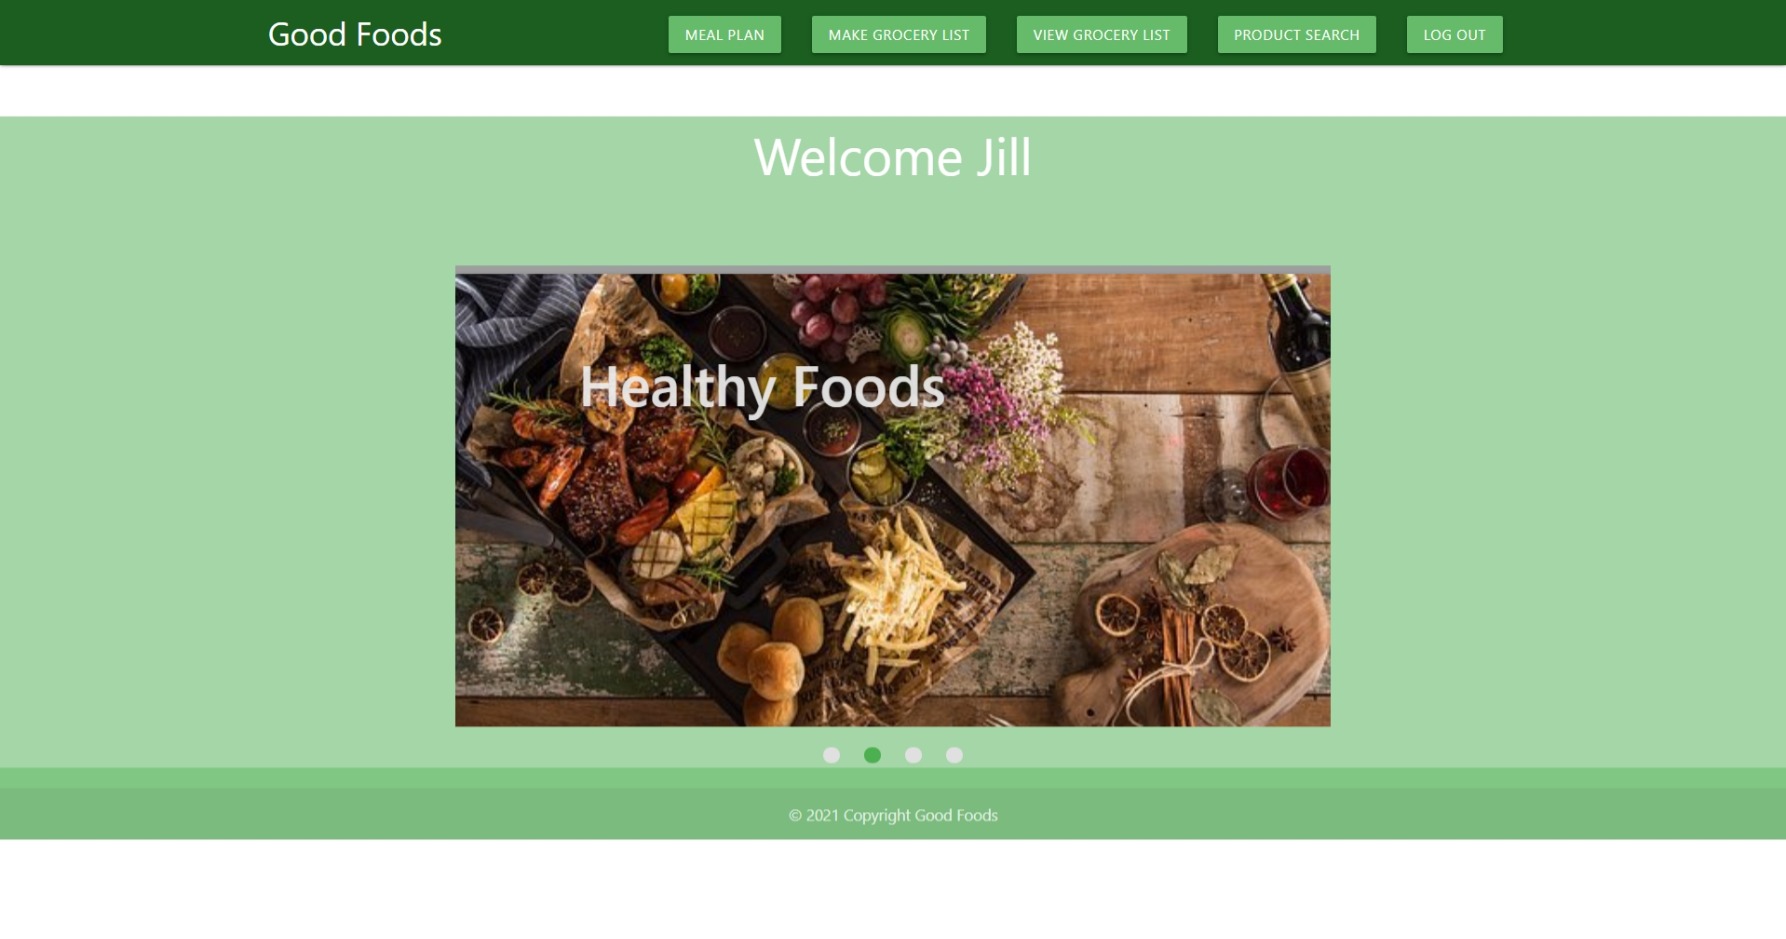 Good Foods
MEAL PLAN
MAKE GROCERY LIST
VIEW GROCERY LIST
PRODUCT SEARCH
LOG OUT
Welcome Jill
Healthy Foods
© 2021 Copyright Good Foods